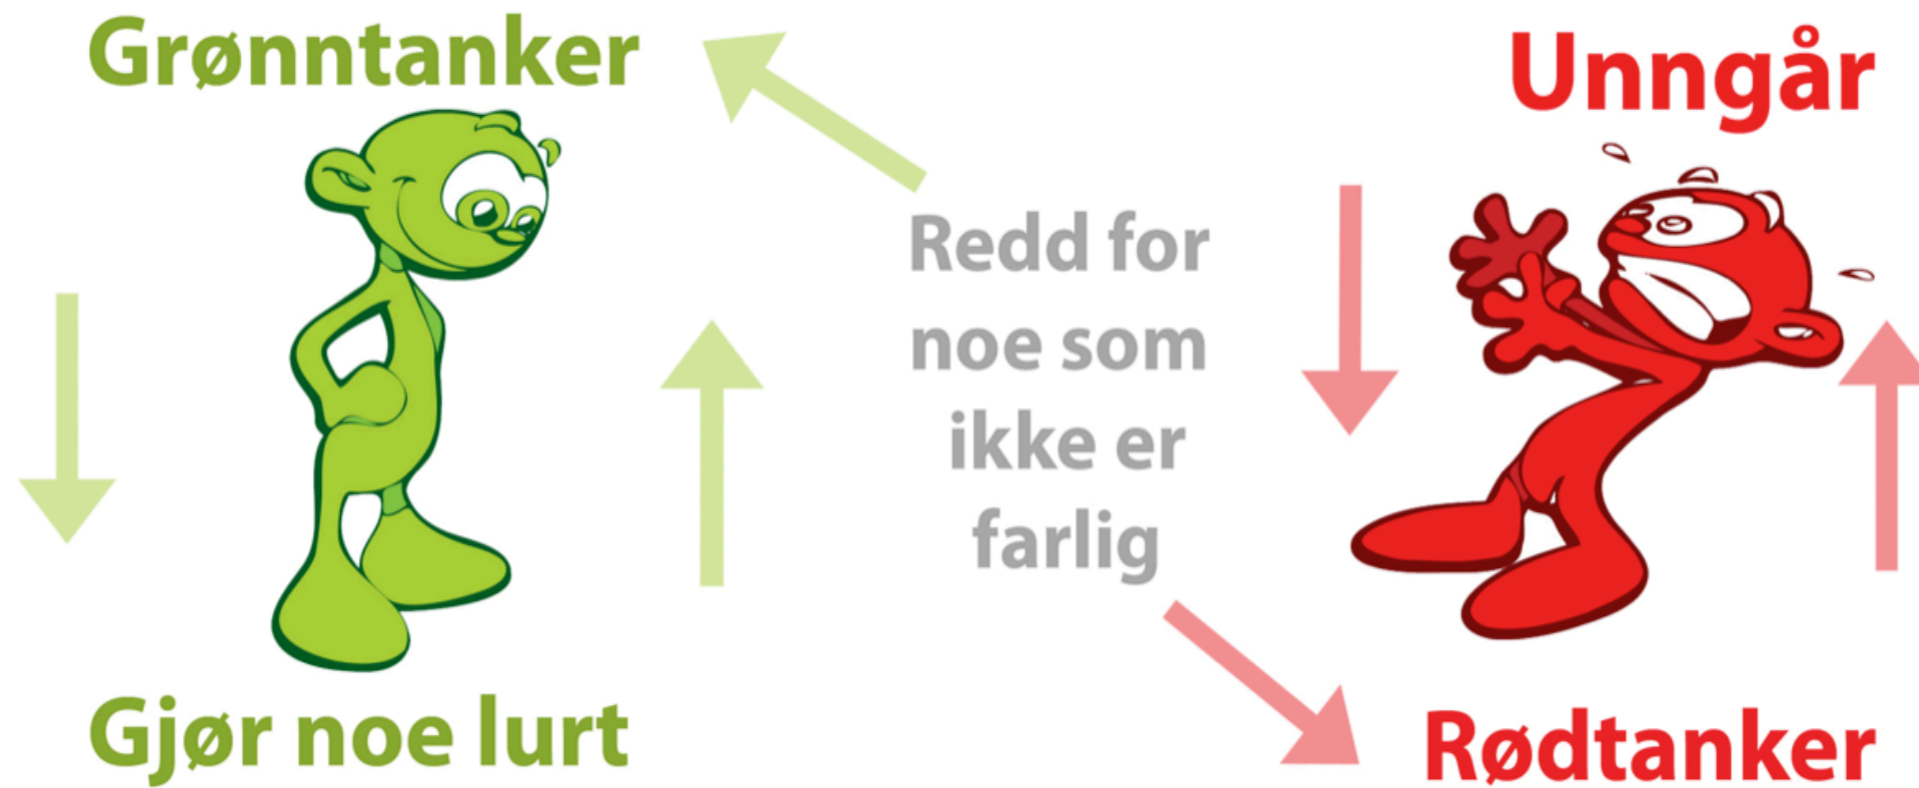 Grønntanker
Unngår
Redd for
noe som
ikke er
farlig
Gjør noe lurt
Rødtanker